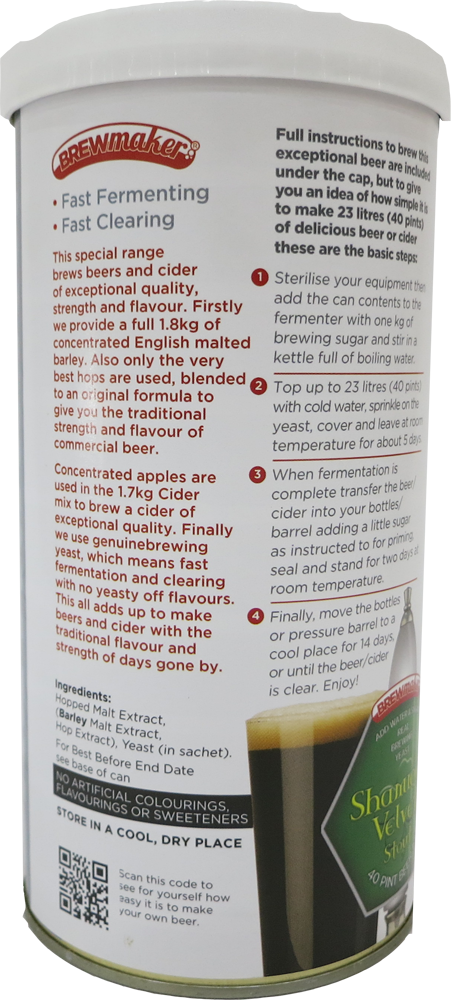 BREWmaker
• Fast Fermenting
• Fast Clearing
This special range
brews beers and cider
of exceptional quality,
strength and flavour. Firstly
we provide a full 1.8kg of
concentrated English malted
barley. Also only the very
best hops are used, blended
to an original formula to
give you the traditional
strength and flavour of
commercial beer.
Concentrated apples are
used in the 1.7kg Cider
mix to brew a cider of
exceptional quality. Finally
we use genuinebrewing
yeast, which means fast
fermentation and clearing
with no yeasty off flavours.
This all adds up to make
beers and cider with the
traditional flavour and
strength of days gone by.
Ingredients:
Hopped Malt Extract,
(Barley Malt Extract,
Hop Extract), Yeast (in sachet).
For Best Before End Date
see base of can
NO ARTIFICIAL COLOURINGS,
FLAVOURINGS OR SWEETENERS
STORE IN A COOL, DRY PLACE
Scan this code to
see for yourself how
easy it is to make
your own beer.
Full instructions to brew this
exceptional beer are included
under the cap, but to give
you an idea of how simple it is
to make 23 litres (40 pints)
of delicious beer or cider
these are the basic steps:
1 Sterilise your equipment then
add the can contents to the
fermenter with one kg of
brewing sugar and stir in a
kettle full of boiling water.
2 Top up to 23 litres (40 pints)
with cold water, sprinkle on the
yeast, cover and leave at room
temperature for about 5 days.
3 When fermentation is
complete transfer the beer/
cider into your bottles/
barrel adding a little sugar
as instructed to for priming,
seal and stand for two days at
room temperature.
4 Finally, move the bottles
or pressure barrel to a
cool place for 14 days,
or until the beer/cider
is clear. Enjoy!
BREWmaker
ADD WATER
Velv
Stou
40 PINT